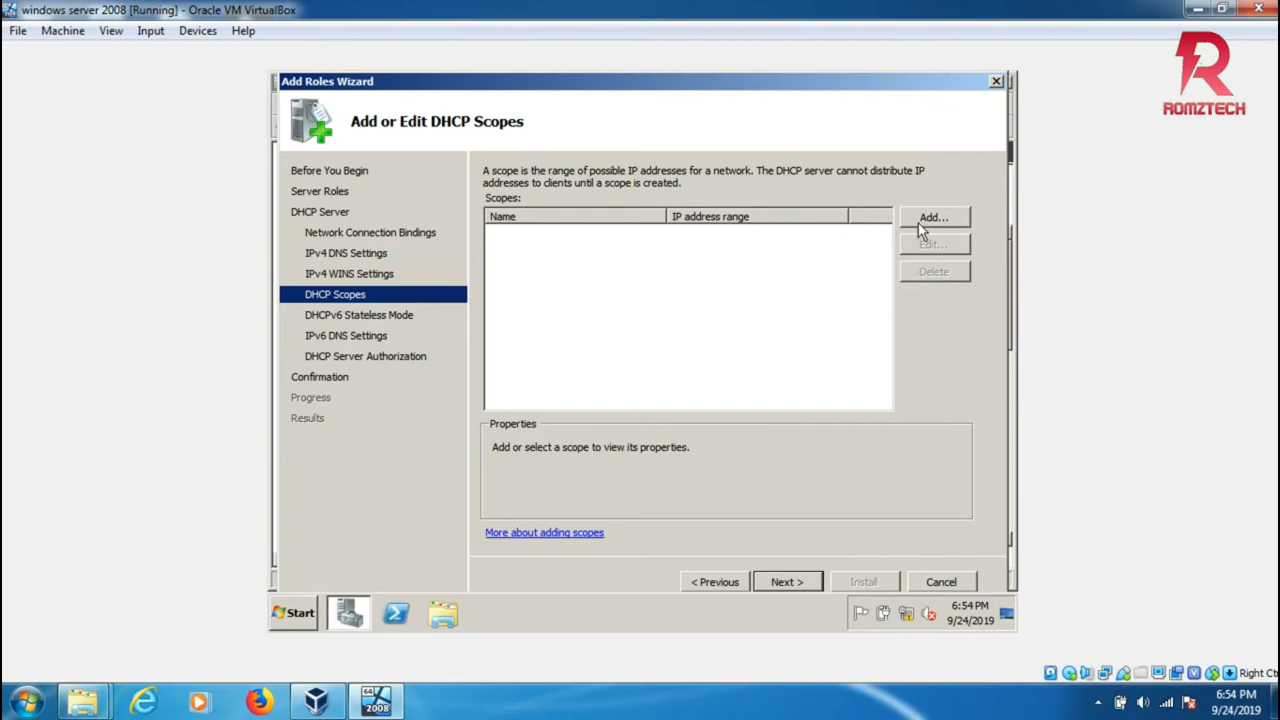 windows server 2008 [Running] - Oracle VM VirtualBox
File Machine View Input Devices Help
ROMZTECH
Add Roles Wizard
Add or Edit DHCP Scopes
Before You Begin
Server Roles
DHCP Server
Network Connection Bindings
IPv4 DNS Settings
IPv4 WINS Settings
DHCP Scopes
DHCPv6 Stateless Mode
IPv6 DNS Settings
DHCP Server Authorization
Confirmation
Progress
Results
A scope is the range of possible IP addresses for a network. The DHCP server cannot distribute IP
addresses to clients until a scope is created.
Scopes:
Name IP address range
Add...
Edit...
Delete
Properties
Add or select a scope to view its properties.
More about adding scopes
< Previous Next > Install Cancel
Start
6:54 PM
9/24/2019
Right Ct
64
2008
6:54 PM
9/24/2019